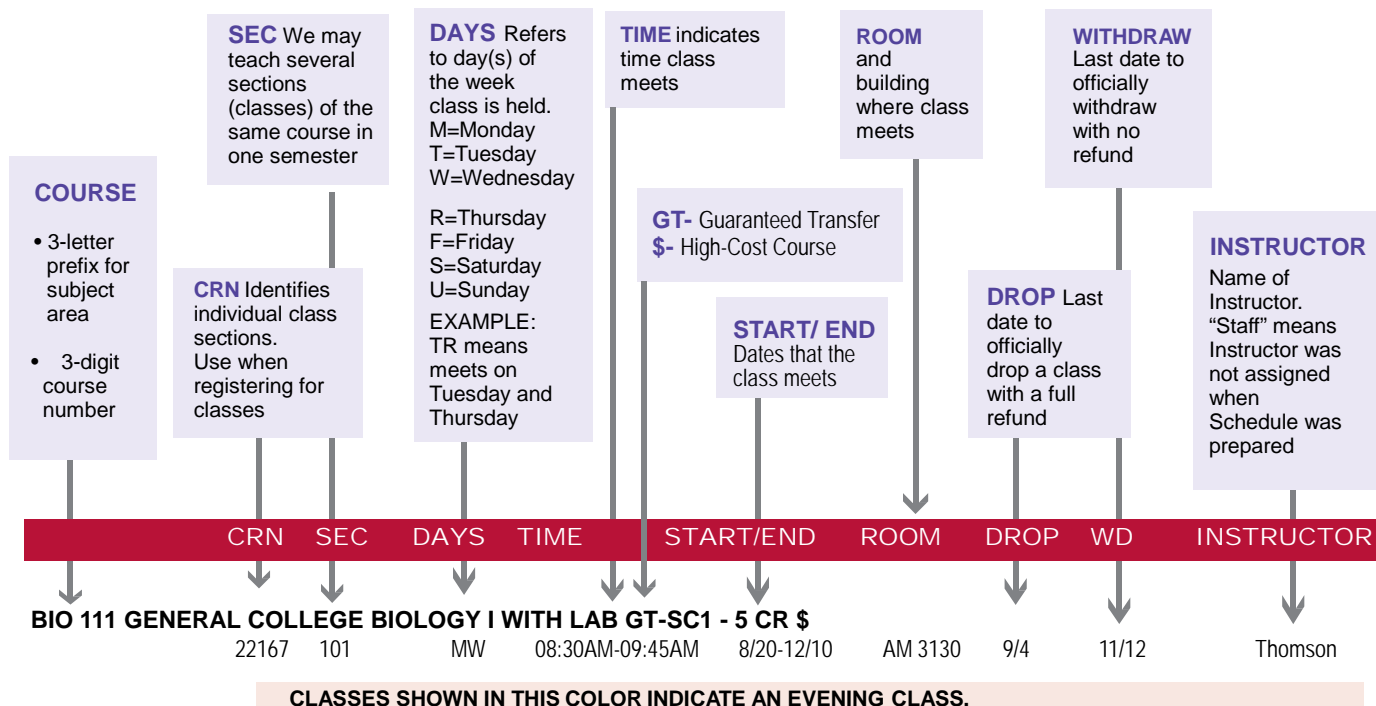 COURSE
• 3-letter
prefix for
subject
area
• 3-digit
course
number
SEC We may
teach several
sections
(classes) of the
same course in
one semester
CRN Identifies
individual class
sections.
Use when
registering for
classes
DAYS Refers
to day(s) of
the week
class is held.
M=Monday
T=Tuesday
W=Wednesday
R=Thursday
F=Friday
S=Saturday
U=Sunday
EXAMPLE:
TR means
meets on
Tuesday and
Thursday
TIME indicates
time class
meets
GT- Guaranteed Transfer
$- High-Cost Course
START/ END
Dates that the
class meets
ROOM
and
building
where class
meets
DROP Last
date to
officially
drop a class
with a full
refund
WITHDRAW
Last date to
officially
withdraw
with no
refund
INSTRUCTOR
Name of
Instructor.
“Staff” means
Instructor was
not assigned
when
Schedule was
prepared
CRN SEC DAYS TIME START/END ROOM DROP WD INSTRUCTOR
BIO 111 GENERAL COLLEGE BIOLOGY I WITH LAB GT-SC1 - 5 CR $
22167 101 MW 08:30AM-09:45AM 8/20-12/10 AM 3130 9/4 11/12 Thomson
CLASSES SHOWN IN THIS COLOR INDICATE AN EVENING CLASS.